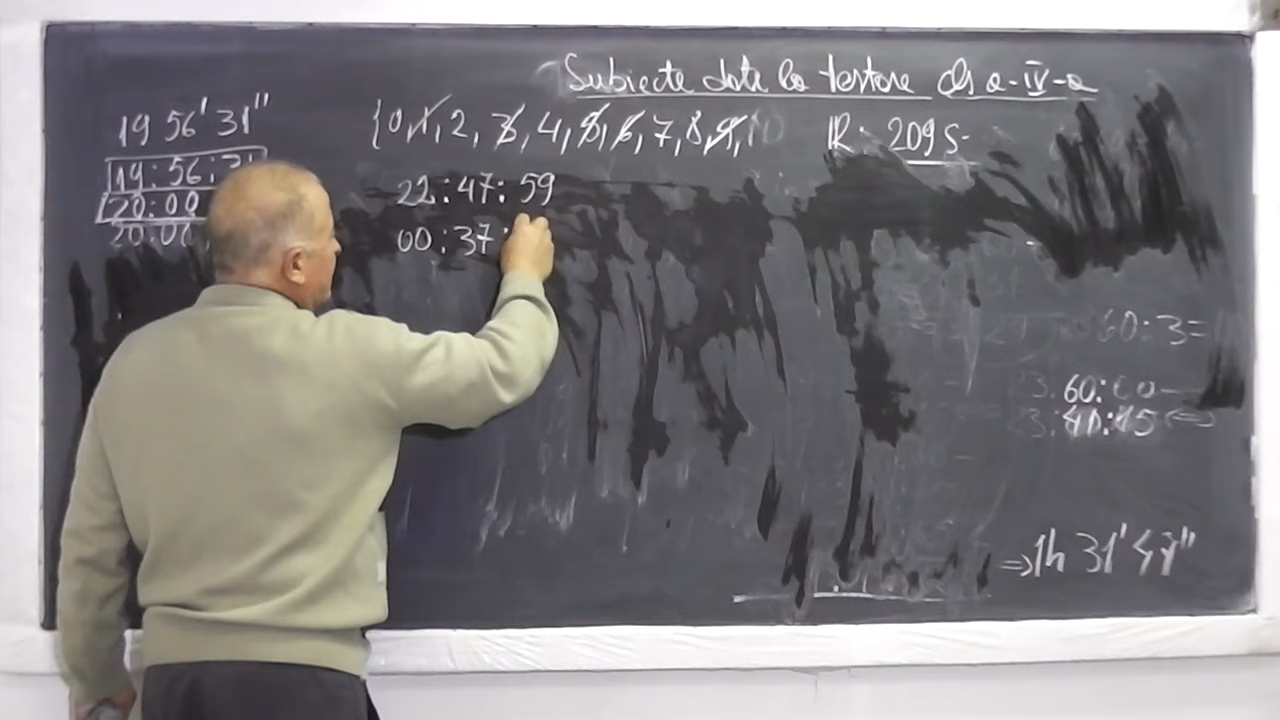 Subiecte date la testare cls a-IV-a
19 56' 31"
{0, 1, 2, 3, 4, 5, 6, 7, 8, 9, 10
R: 209 s.
19:56:31
20:00
20:00
22:47:59
00:37:
60:3=
60:00
3:40:45
⇒1h 31' 47"